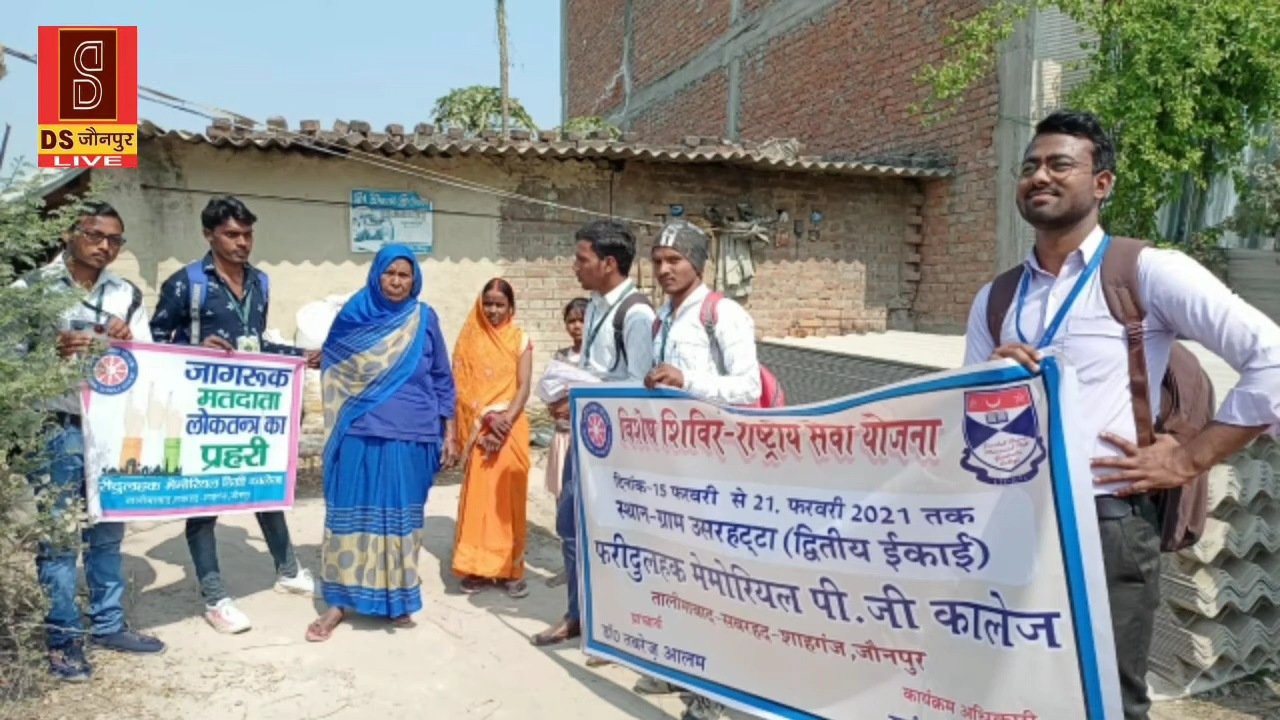 DS जौनपुर
LIVE
जागरूक
मतदाता
लोकतन्त्र का
प्रहरी
विशेष शिविर-राष्ट्रीय सेवा योजना
दिनाँक-15 फरवरी से 21. फरवरी 2021 तक
स्थान-ग्राम उसरहट्टा (द्वितीय ईकाई)
फरीदुलहक मेमोरियल पी.जी कालेज
तालीमाबाद-सबरहद-शाहगंज,जौनपुर
प्राचार्य
डॉ0 तबरेज़ आलम
कार्यक्रम अधिकारी